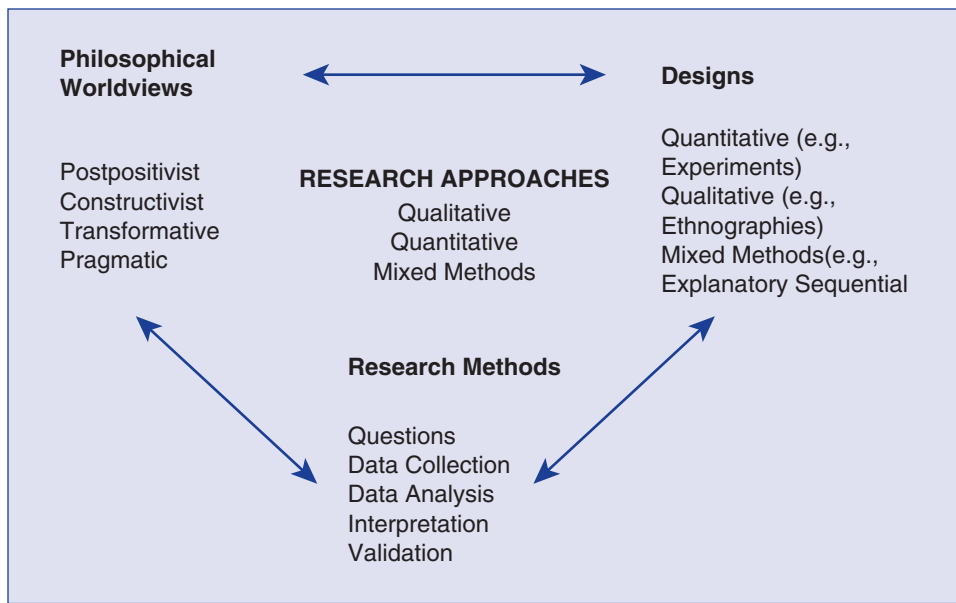 Philosophical
Worldviews
Postpositivist
Constructivist
Transformative
Pragmatic
RESEARCH APPROACHES
Qualitative
Quantitative
Mixed Methods
Designs
Quantitative (e.g.,
Experiments)
Qualitative (e.g.,
Ethnographies)
Mixed Methods(e.g.,
Explanatory Sequential
Research Methods
Questions
Data Collection
Data Analysis
Interpretation
Validation